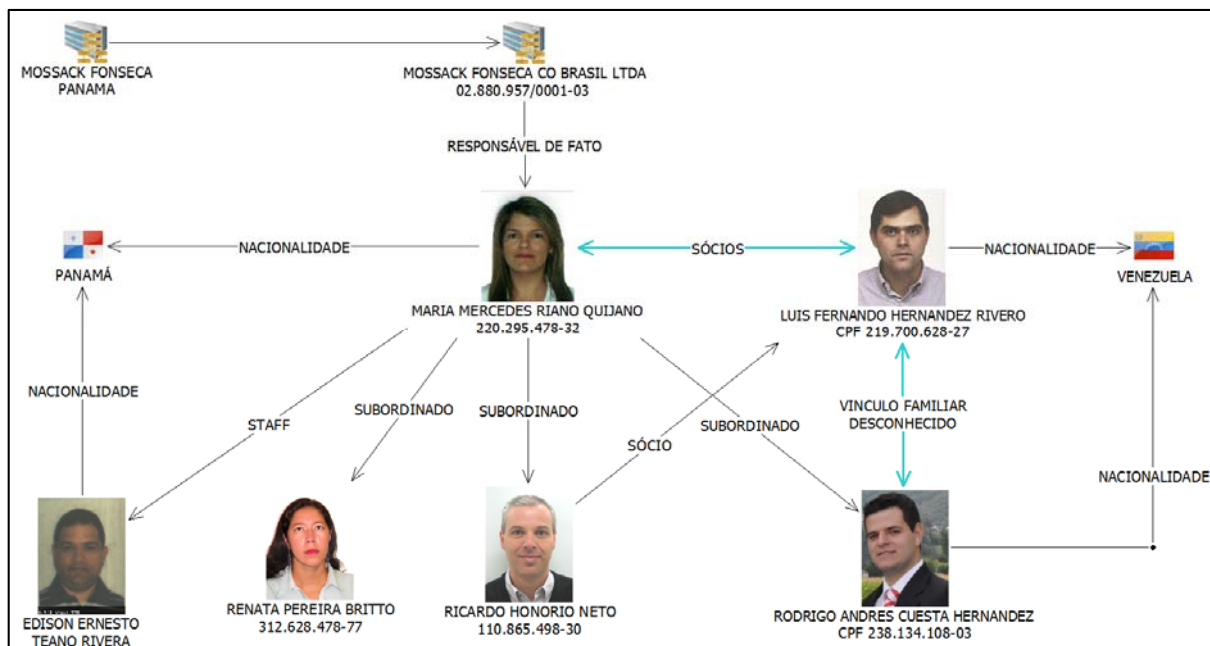 MOSSACK FONSECA
PANAMA
MOSSACK FONSECA CO BRASIL LTDA
02.880.957/0001-03
RESPONSÁVEL DE FATO
NACIONALIDADE
SÓCIOS
NACIONALIDADE
PANAMÁ
VENEZUELA
MARIA MERCEDES RIANO QUIJANO
220.295.478-32
LUIS FERNANDO HERNANDEZ RIVERO
CPF 219.700.628-27
NACIONALIDADE
STAFF
SUBORDINADO
SUBORDINADO
SÓCIO
SUBORDINADO
VINCULO FAMILIAR
DESCONHECIDO
NACIONALIDADE
EDISON ERNESTO
TEANO RIVERA
RENATA PEREIRA BRITTO
312.628.478-77
RICARDO HONORIO NETO
110.865.498-30
RODRIGO ANDRES CUESTA HERNANDEZ
CPF 238.134.108-03